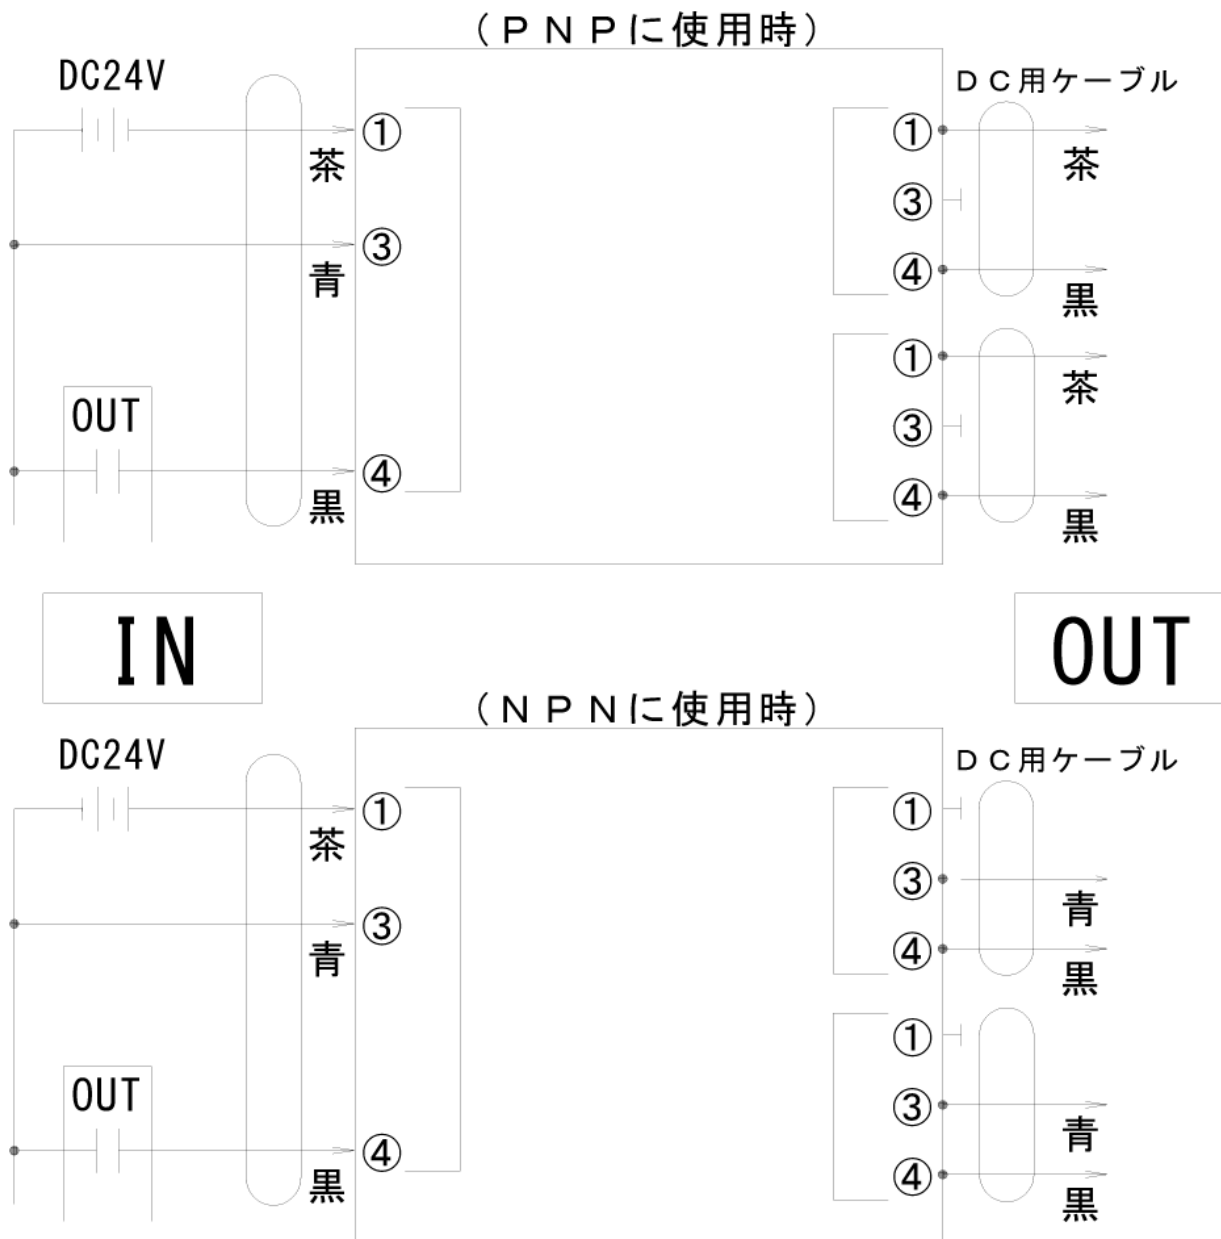 （ＰＮＰに使用時）
DC24V
ＤＣ用ケーブル
①
茶
③
青
OUT
④
黒
①
茶
③
④
黒
①
茶
③
④
黒
IN
OUT
（ＮＰＮに使用時）
DC24V
ＤＣ用ケーブル
①
茶
③
青
OUT
④
黒
①
③
青
④
黒
①
③
青
④
黒